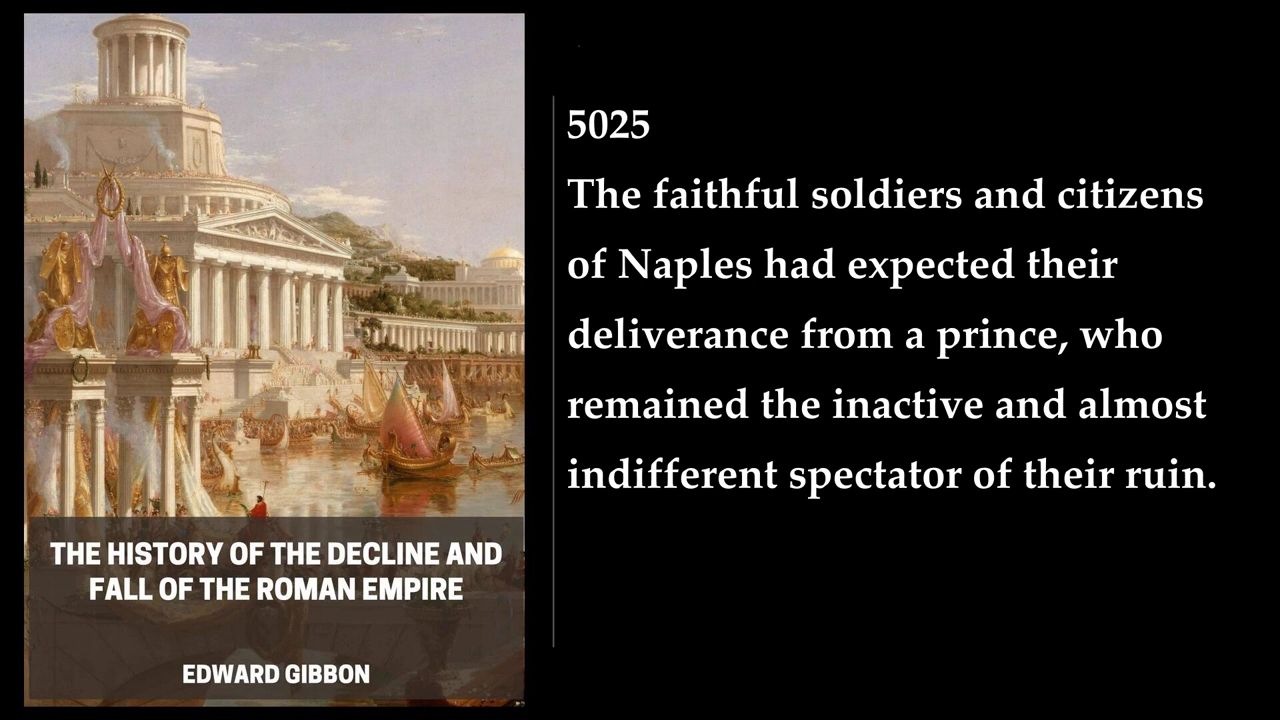 5025
The faithful soldiers and citizens
of Naples had expected their
deliverance from a prince, who
remained the inactive and almost
indifferent spectator of their ruin.
THE HISTORY OF THE DECLINE AND
FALL OF THE ROMAN EMPIRE
EDWARD GIBBON